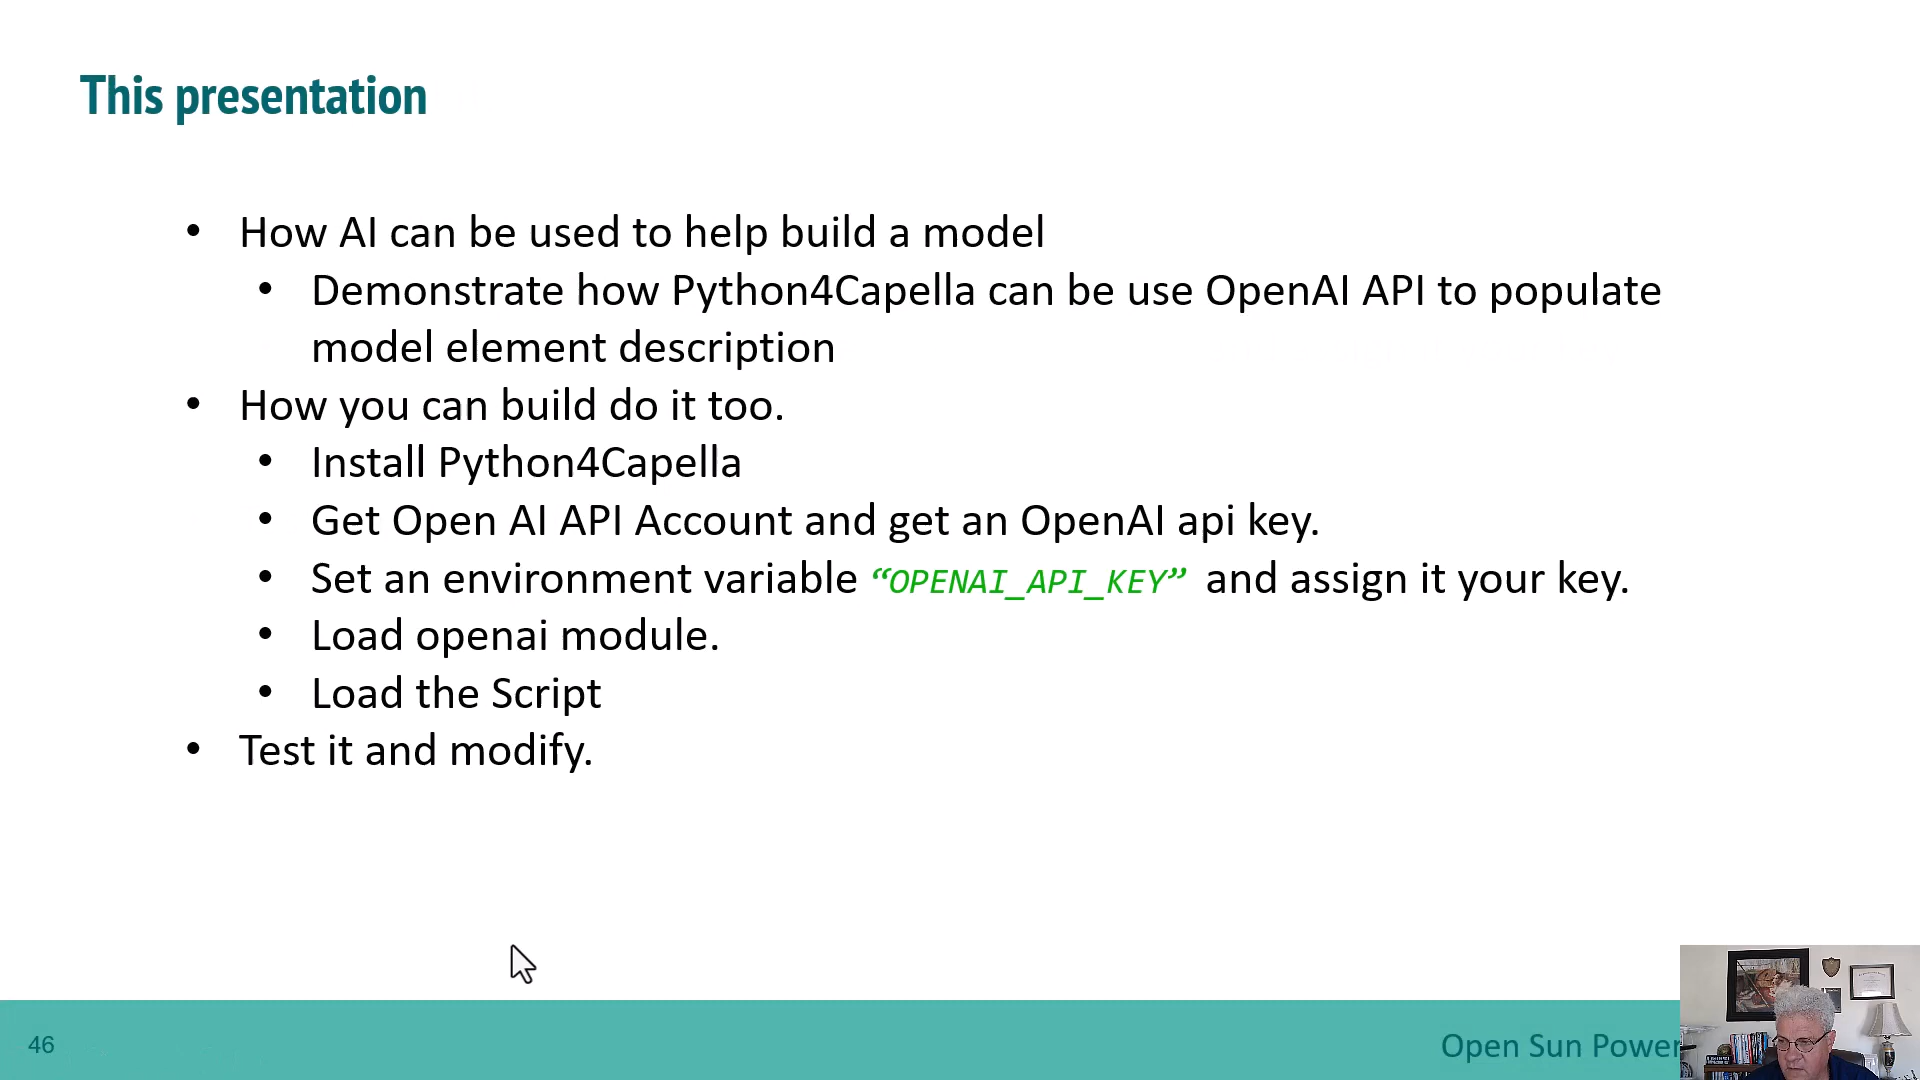 This presentation
• How AI can be used to help build a model
• Demonstrate how Python4Capella can be use OpenAI API to populate
model element description
• How you can build do it too.
• Install Python4Capella
• Get Open AI API Account and get an OpenAI api key.
• Set an environment variable “OPENAI_API_KEY” and assign it your key.
• Load openai module.
• Load the Script
• Test it and modify.
46
Open Sun Power